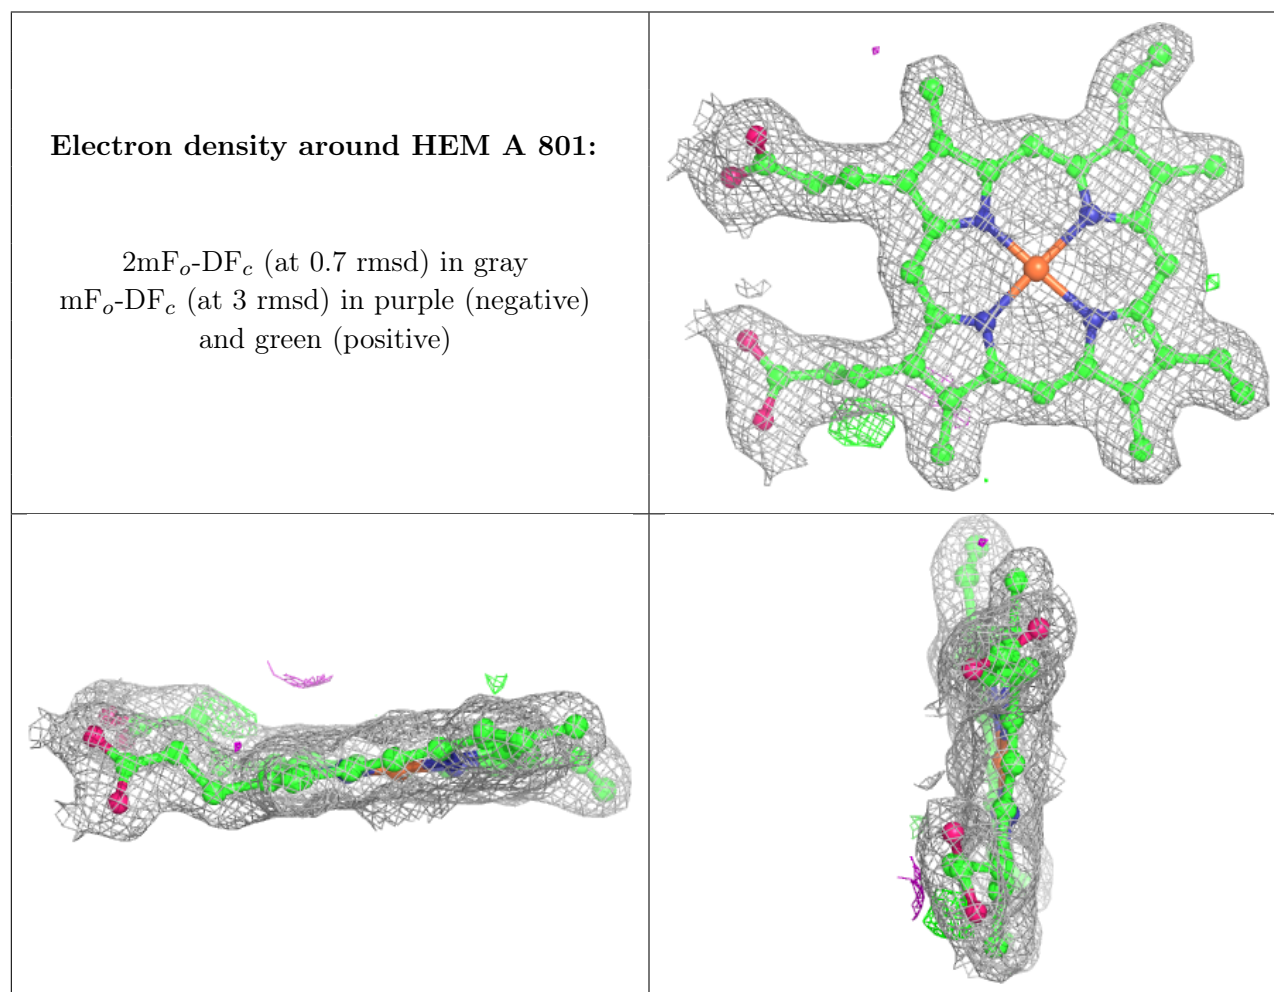 Electron density around HEM A 801:
2mFo-DFc (at 0.7 rmsd) in gray
mFo-DFc (at 3 rmsd) in purple (negative)
and green (positive)